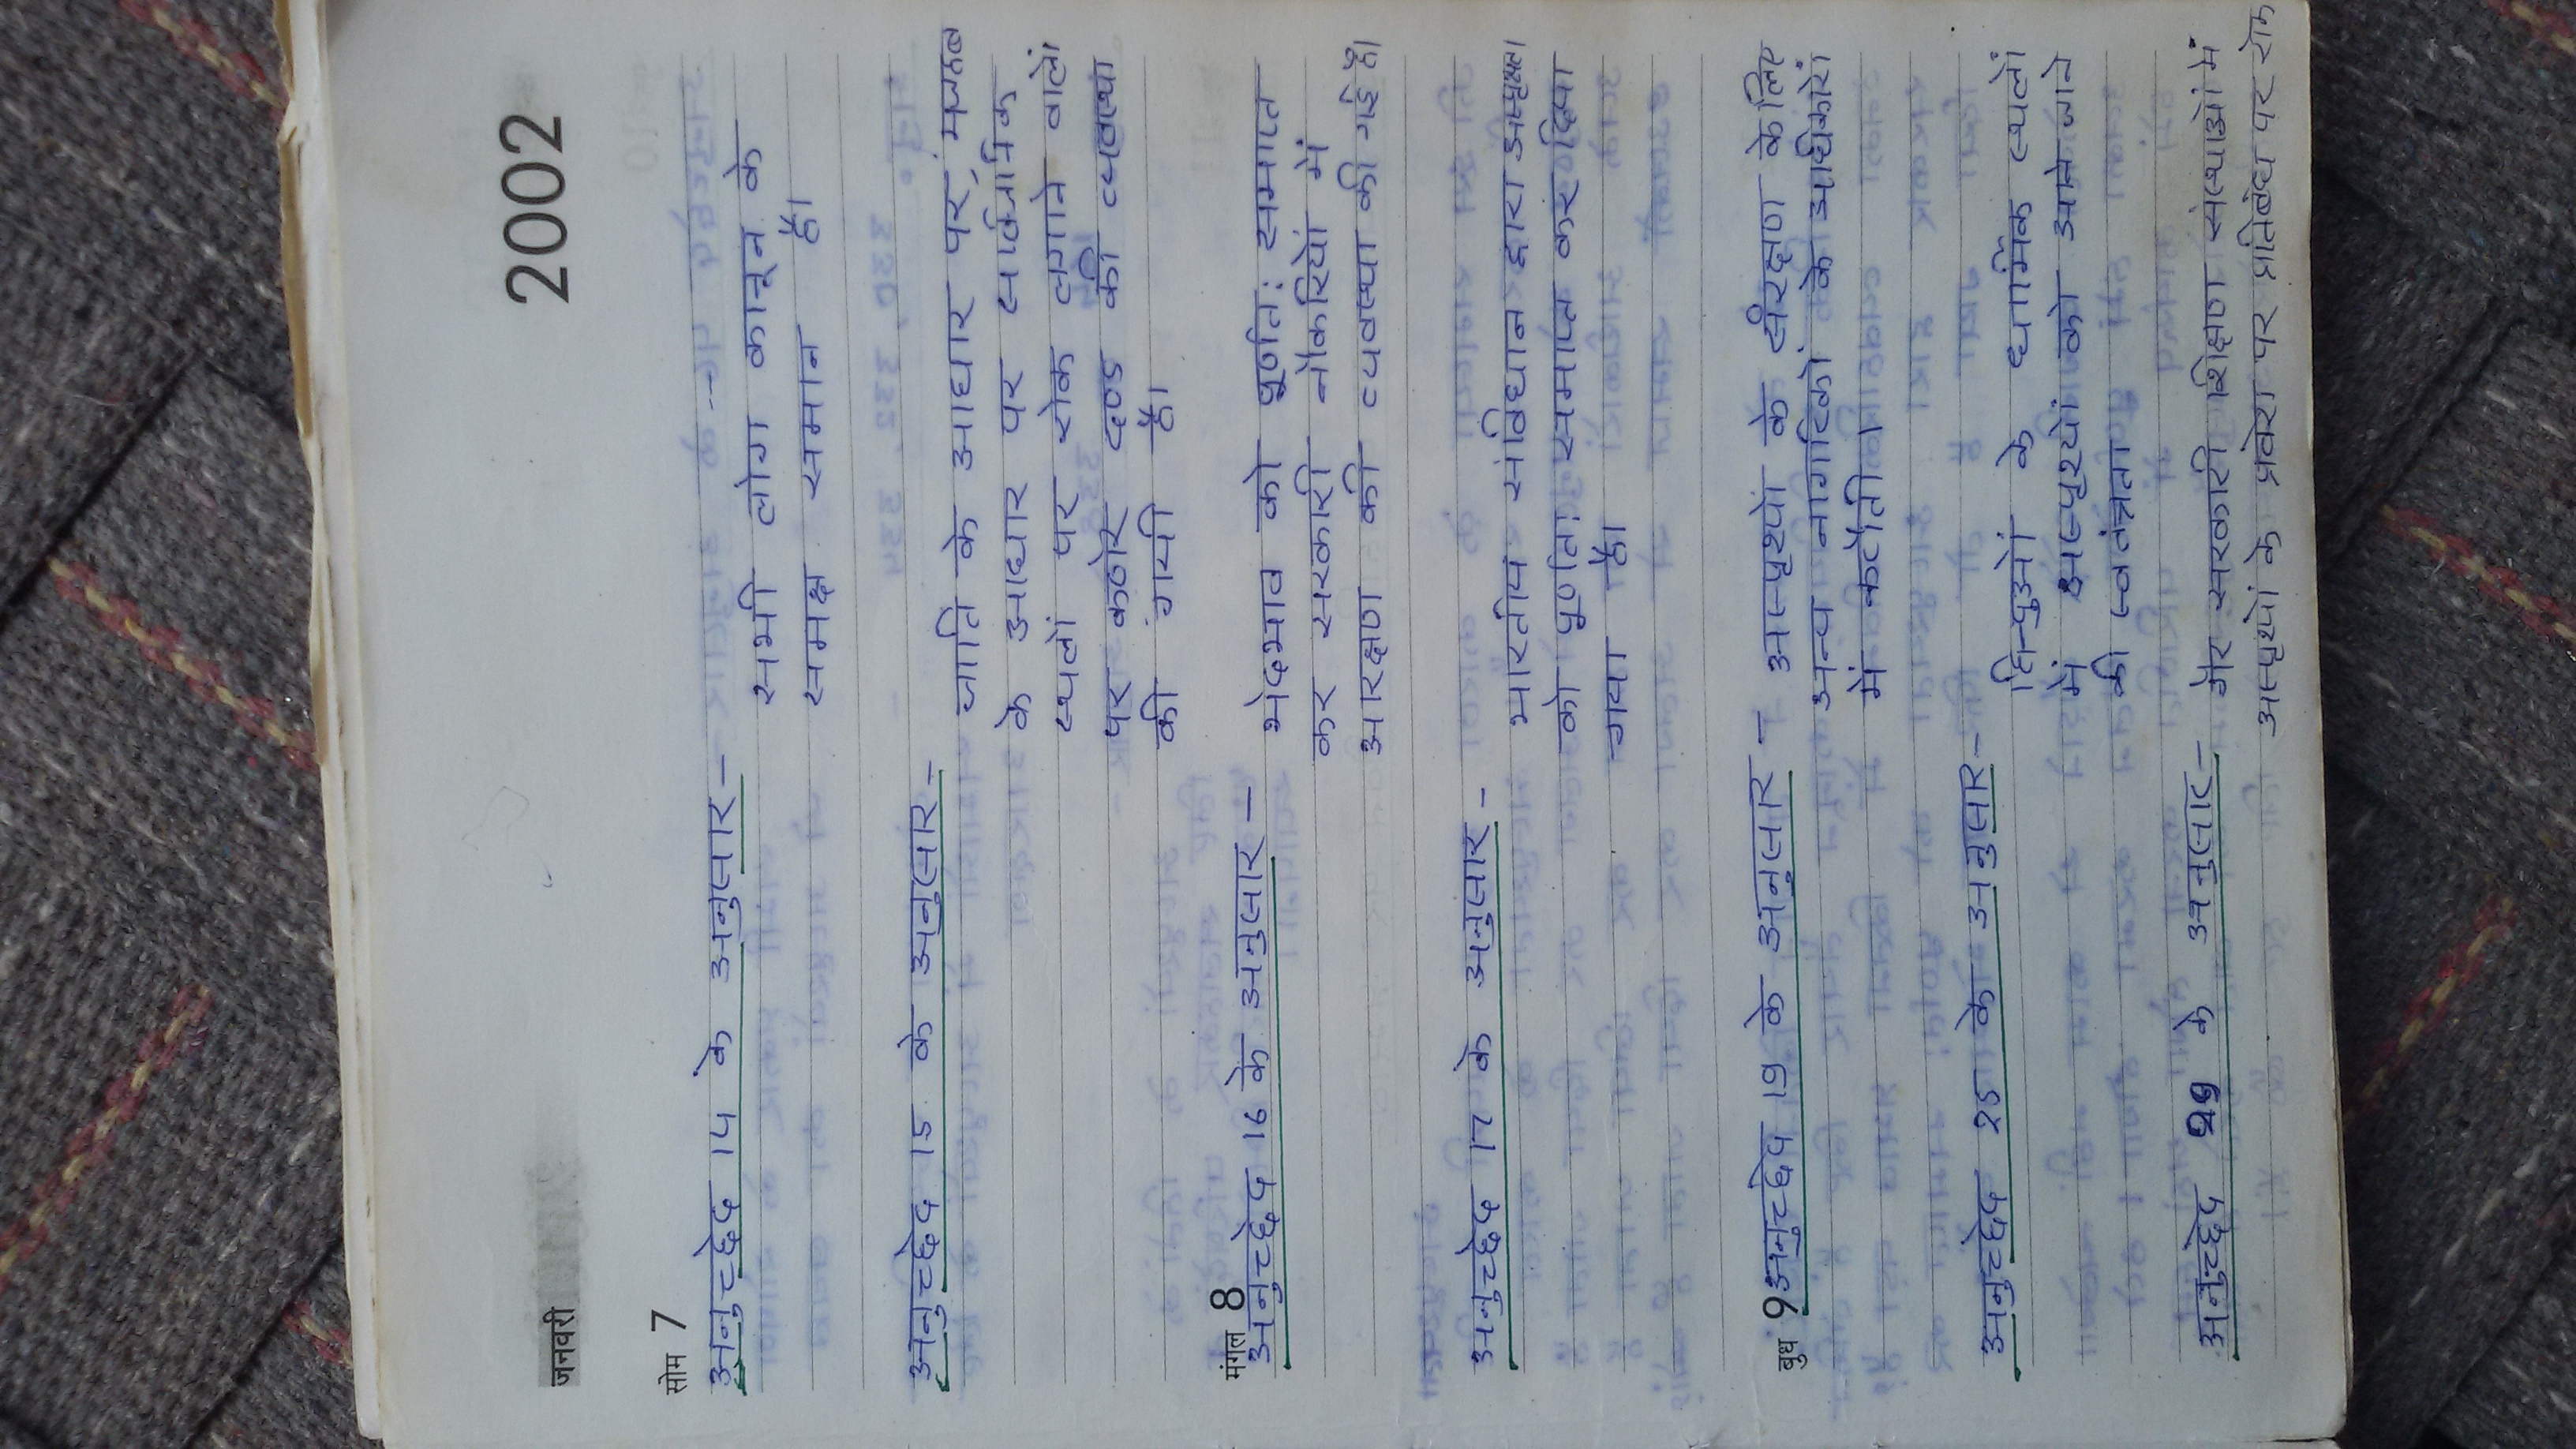 जनवरी 2002
सोम 7
अनुच्छेद 14 के अनुसार -
सभी लोग कानून के
समक्ष समान है।
अनुच्छेद 15 के अनुसार -
जाति के आधार पर, मजहब
के आधार पर सार्वजनिक
स्थलों पर रोक लगाने वालों
पर कठोर दण्ड की व्यवस्था
की गयी है।
मंगल 8
अनुच्छेद 16 के अनुसार -
भेदभाव को पूर्णतः समाप्त
कर सरकारी नौकरियों में
आरक्षण की व्यवस्था की गई है।
अनुच्छेद 17 के अनुसार -
भारतीय संविधान द्वारा अस्पृश्यता
को पूर्णतः समाप्त कर दिया
गया है।
बुध 9
अनुच्छेद 19 के अनुसार -
अस्पृश्यों के संरक्षण के लिए
अन्य नागरिकों के अधिकारों
में कटौती।
अनुच्छेद 25 के अनुसार -
हिन्दुओं के धार्मिक स्थलों
में अस्पृश्यों को आने जाने
की स्वतंत्रता
अनुच्छेद 29 के अनुसार -
गैर सरकारी शिक्षण संस्थाओं में
अस्पृश्यों के प्रवेश पर प्रतिबंध पर रोक